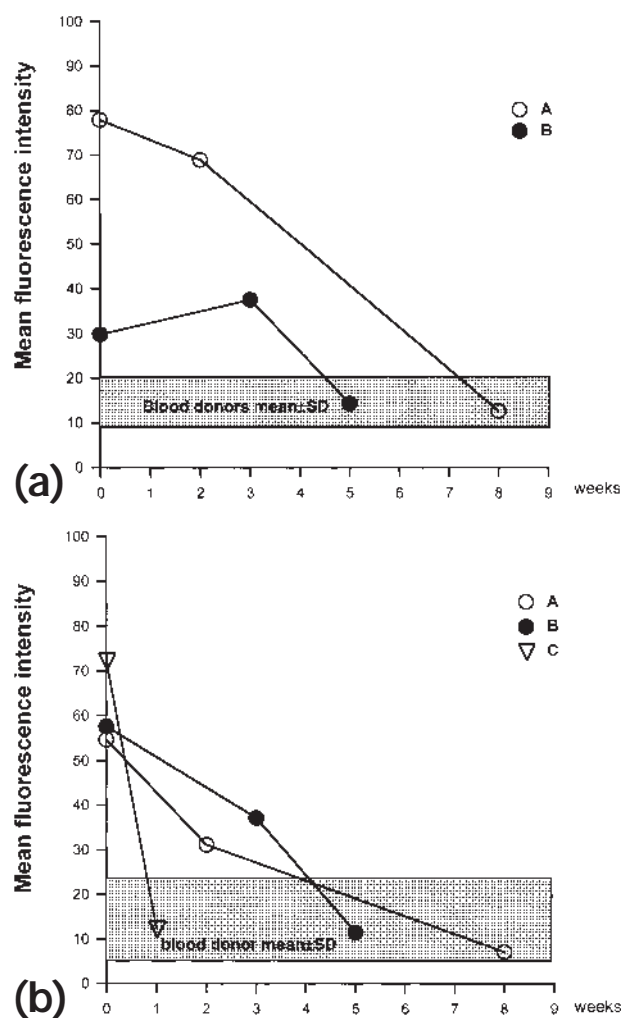 100
90
80
70
60
50
40
30
20
10
0
Mean fluorescence intensity
A
B
Blood donors mean±SD
0 1 2 3 4 5 6 7 8 9 weeks
(a)
100
90
80
70
60
50
40
30
20
10
0
Mean fluorescence intensity
A
B
C
blood donor mean±SD
0 1 2 3 4 5 6 7 8 9 weeks
(b)